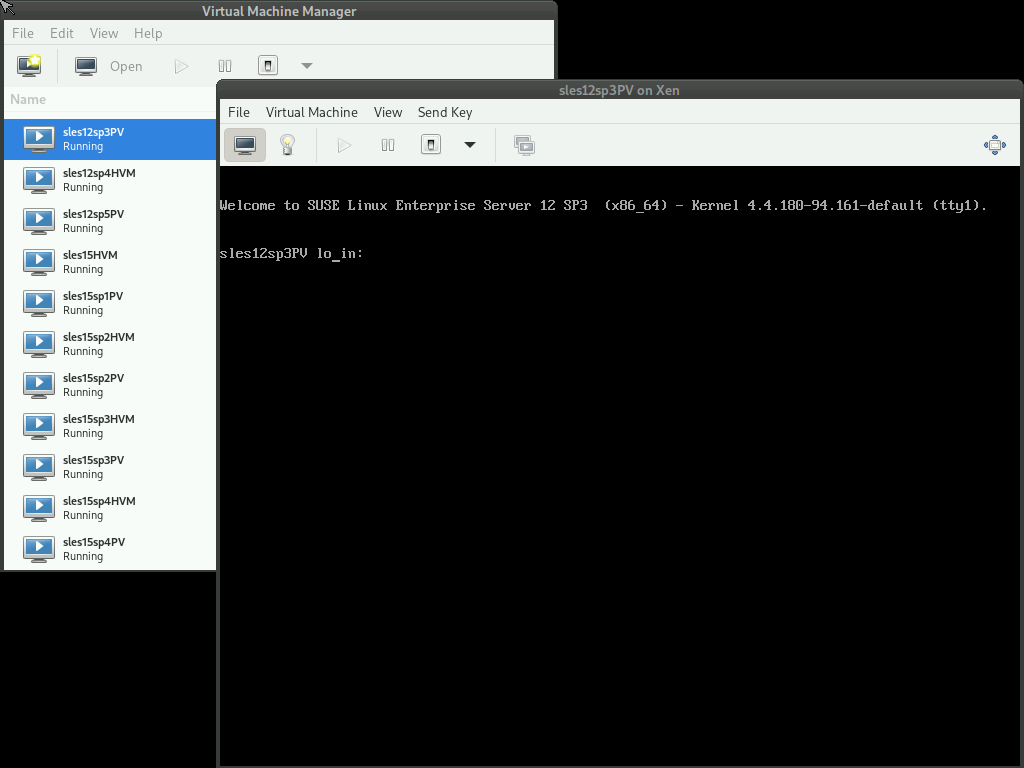 Virtual Machine Manager
File Edit View Help
Open
Name
sles12sp3PV
Running
sles12sp4HVM
Running
sles12sp5PV
Running
sles15HVM
Running
sles15sp1PV
Running
sles15sp2HVM
Running
sles15sp2PV
Running
sles15sp3HVM
Running
sles15sp3PV
Running
sles15sp4HVM
Running
sles15sp4PV
Running
sles12sp3PV on Xen
File Virtual Machine View Send Key
Welcome to SUSE Linux Enterprise Server 12 SP3 (x86_64) - Kernel 4.4.180-94.161-default (tty1).
sles12sp3PV lo_in: